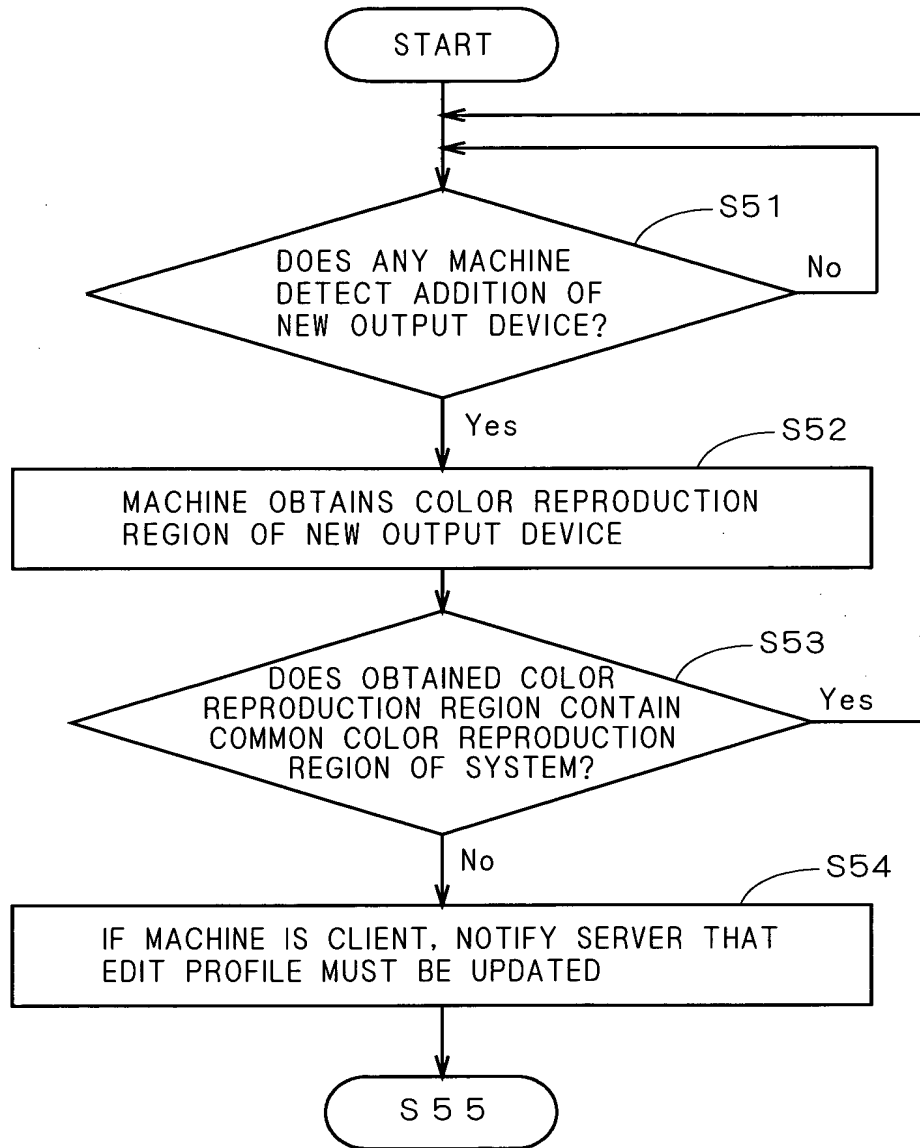 START
S51
DOES ANY MACHINE
DETECT ADDITION OF
NEW OUTPUT DEVICE?
No
Yes
S52
MACHINE OBTAINS COLOR REPRODUCTION
REGION OF NEW OUTPUT DEVICE
S53
DOES OBTAINED COLOR
REPRODUCTION REGION CONTAIN
COMMON COLOR REPRODUCTION
REGION OF SYSTEM?
Yes
No
S54
IF MACHINE IS CLIENT, NOTIFY SERVER THAT
EDIT PROFILE MUST BE UPDATED
S55